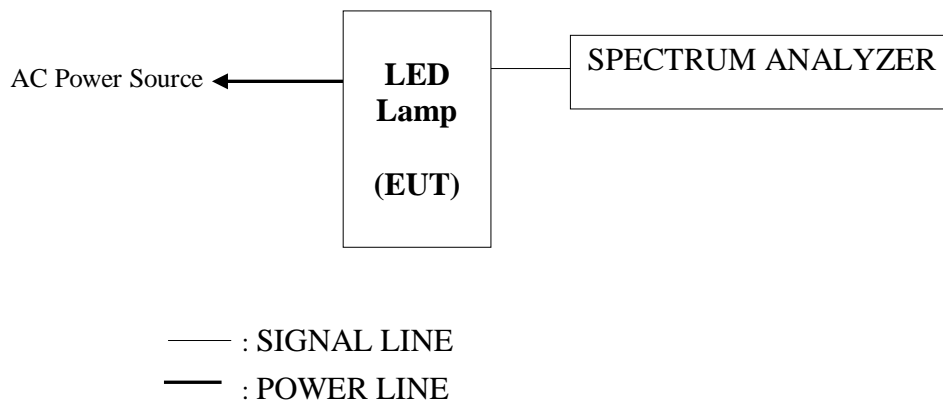 AC Power Source
LED
Lamp
(EUT)
SPECTRUM ANALYZER
: SIGNAL LINE
: POWER LINE